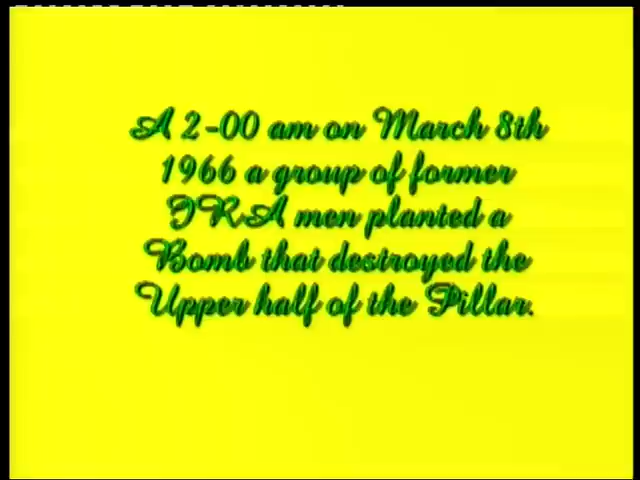 A 2-00 am on March 8th
1966 a group of former
IRA men planted a
Bomb that destroyed the
Upper half of the Pillar.